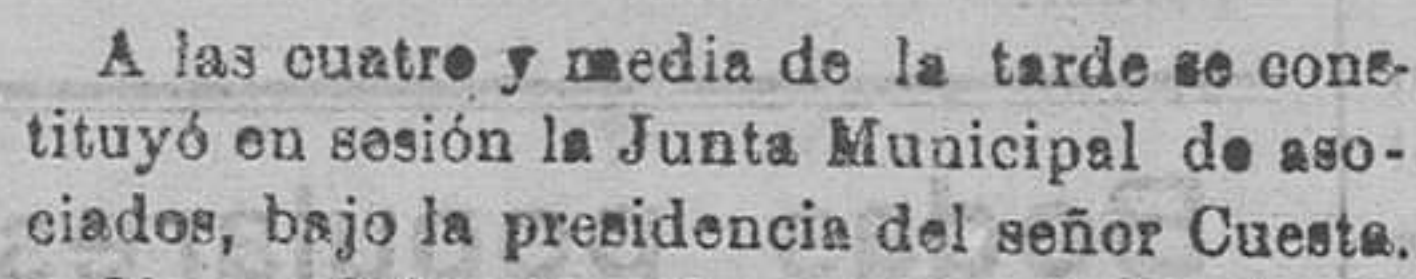 A las cuatro y media de la tarde se cons-
tituyó en sesión la Junta Municipal de aso-
ciados, bajo la presidencia del señor Cuesta.